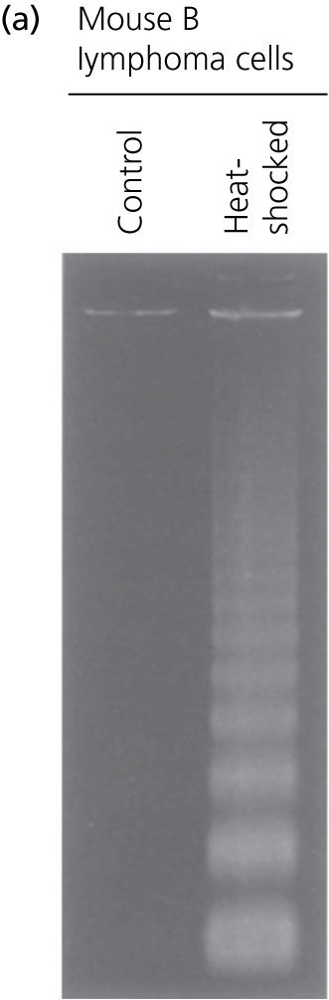 (a) Mouse B
lymphoma cells
Control
Heat-
shocked